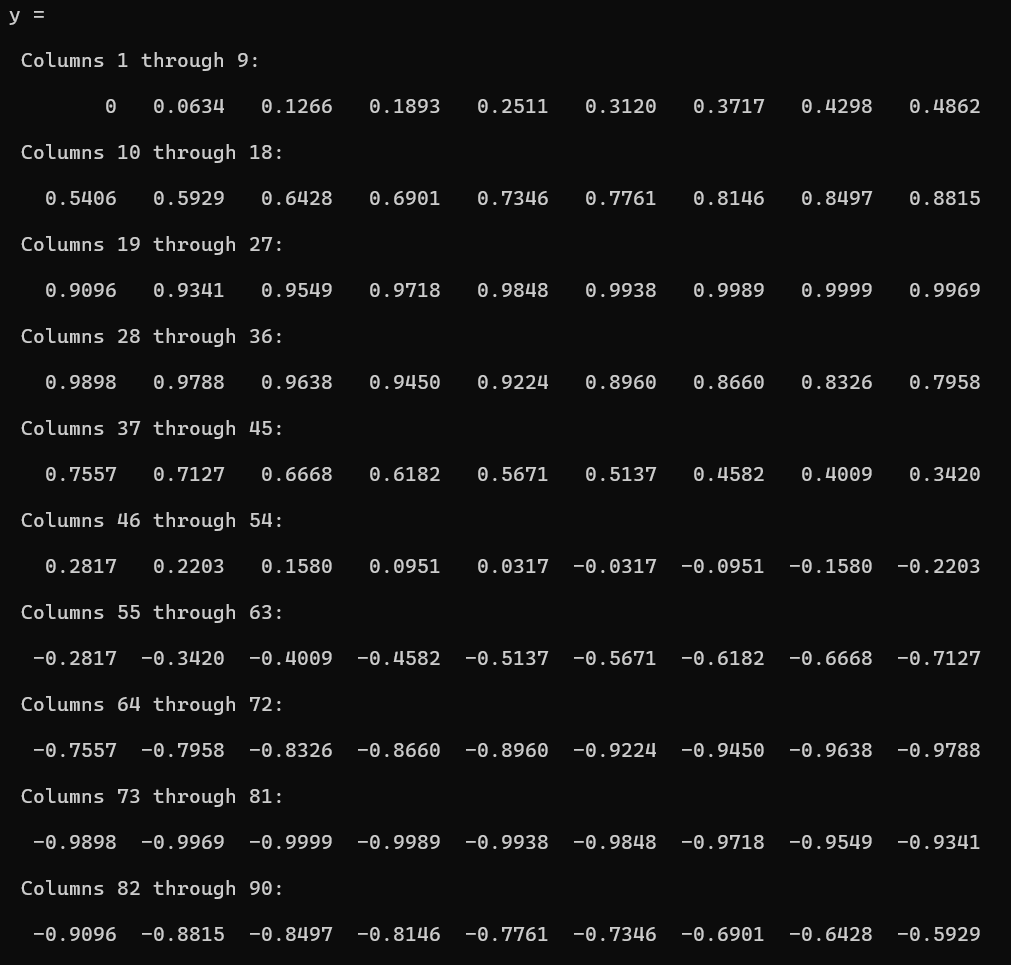 y =
Columns 1 through 9:
0 0.0634 0.1266 0.1893 0.2511 0.3120 0.3717 0.4298 0.4862
Columns 10 through 18:
0.5406 0.5929 0.6428 0.6901 0.7346 0.7761 0.8146 0.8497 0.8815
Columns 19 through 27:
0.9096 0.9341 0.9549 0.9718 0.9848 0.9938 0.9989 0.9999 0.9969
Columns 28 through 36:
0.9898 0.9788 0.9638 0.9450 0.9224 0.8960 0.8660 0.8326 0.7958
Columns 37 through 45:
0.7557 0.7127 0.6668 0.6182 0.5671 0.5137 0.4582 0.4009 0.3420
Columns 46 through 54:
0.2817 0.2203 0.1580 0.0951 0.0317 -0.0317 -0.0951 -0.1580 -0.2203
Columns 55 through 63:
-0.2817 -0.3420 -0.4009 -0.4582 -0.5137 -0.5671 -0.6182 -0.6668 -0.7127
Columns 64 through 72:
-0.7557 -0.7958 -0.8326 -0.8660 -0.8960 -0.9224 -0.9450 -0.9638 -0.9788
Columns 73 through 81:
-0.9898 -0.9969 -0.9999 -0.9989 -0.9938 -0.9848 -0.9718 -0.9549 -0.9341
Columns 82 through 90:
-0.9096 -0.8815 -0.8497 -0.8146 -0.7761 -0.7346 -0.6901 -0.6428 -0.5929